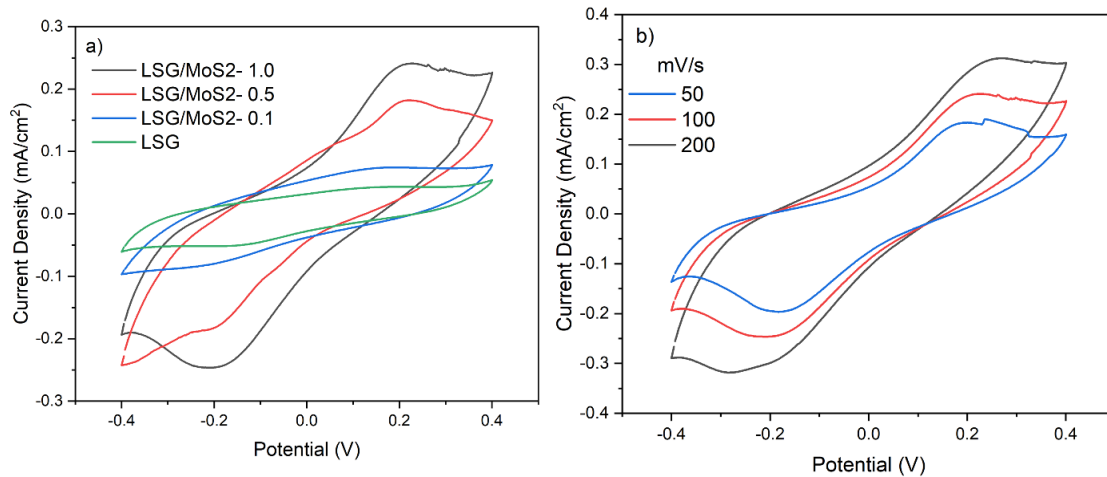 a)
LSG/MoS2- 1.0
LSG/MoS2- 0.5
LSG/MoS2- 0.1
LSG
0.3
0.2
0.1
0.0
-0.1
-0.2
-0.3
Current Density (mA/cm²)
-0.4
-0.2
0.0
0.2
0.4
Potential (V)
b)
mV/s
50
100
200
0.4
0.3
0.2
0.1
0.0
-0.1
-0.2
-0.3
-0.4
Current Density (mA/cm²)
-0.4
-0.2
0.0
0.2
0.4
Potential (V)